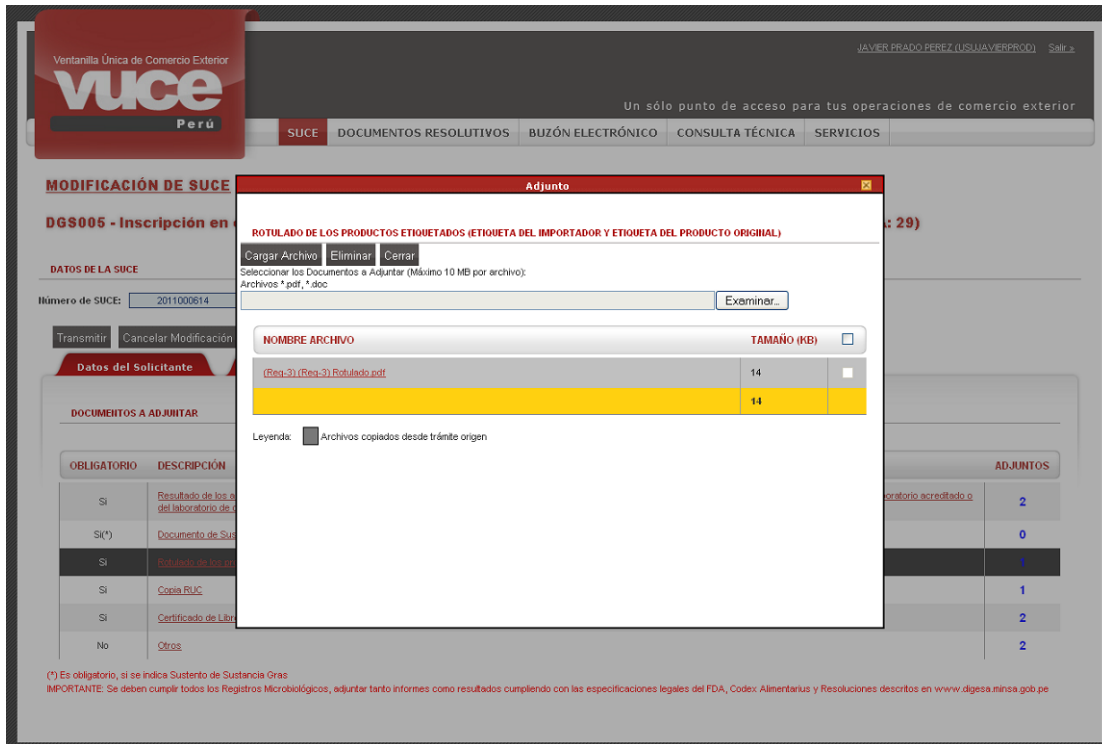 JAVIER PRADO PEREZ (USUJAVIERPROD) Salir »
Ventanilla Única de Comercio Exterior
vuce
Perú
Un sólo punto de acceso para tus operaciones de comercio exterior
SUCE DOCUMENTOS RESOLUTIVOS BUZÓN ELECTRÓNICO CONSULTA TÉCNICA SERVICIOS
MODIFICACIÓN DE SUCE
Adjunto
DGS005 - Inscripción en
: 29)
ROTULADO DE LOS PRODUCTOS ETIQUETADOS (ETIQUETA DEL IMPORTADOR Y ETIQUETA DEL PRODUCTO ORIGINAL)
Cargar Archivo Eliminar Cerrar
Seleccionar los Documentos a Adjuntar (Máximo 10 MB por archivo):
Archivos *.pdf, *.doc
Examinar...
DATOS DE LA SUCE
Número de SUCE: 2011000614
Transmitir Cancelar Modificación
NOMBRE ARCHIVO TAMAÑO (KB)
(Req-3) (Req-3) Rotulado.pdf 14
14
Leyenda: Archivos copiados desde trámite origen
Datos del Solicitante
DOCUMENTOS A ADJUNTAR
OBLIGATORIO DESCRIPCIÓN ADJUNTOS
Si Resultado de los a oratorio acreditado o 2
del laboratorio de c
Si(*) Documento de Sus 0
Si Rotulado de los pr 1
Si Copia RUC 1
Si Certificado de Libre 2
No Otros 2
(*) Es obligatorio, si se indica Sustento de Sustancia Gras
IMPORTANTE: Se deben cumplir todos los Registros Microbiológicos, adjuntar tanto informes como resultados cumpliendo con las especificaciones legales del FDA, Codex Alimentarius y Resoluciones descritos en www.digesa.minsa.gob.pe